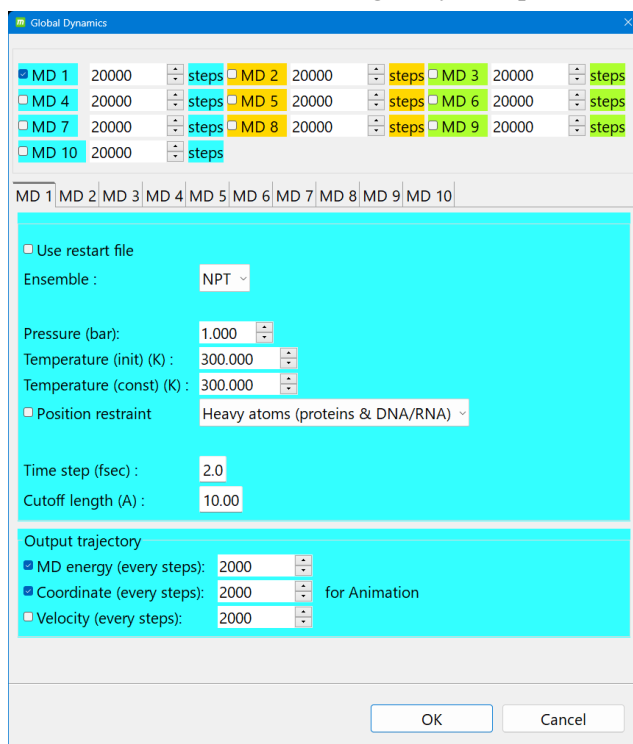 Global Dynamics
MD 1 20000 steps MD 2 20000 steps MD 3 20000 steps
MD 4 20000 steps MD 5 20000 steps MD 6 20000 steps
MD 7 20000 steps MD 8 20000 steps MD 9 20000 steps
MD 10 20000 steps
MD 1 MD 2 MD 3 MD 4 MD 5 MD 6 MD 7 MD 8 MD 9 MD 10
Use restart file
Ensemble : NPT
Pressure (bar): 1.000
Temperature (init) (K) : 300.000
Temperature (const) (K) : 300.000
Position restraint Heavy atoms (proteins & DNA/RNA)
Time step (fsec) : 2.0
Cutoff length (A) : 10.00
Output trajectory
MD energy (every steps): 2000
Coordinate (every steps): 2000 for Animation
Velocity (every steps): 2000
OK Cancel